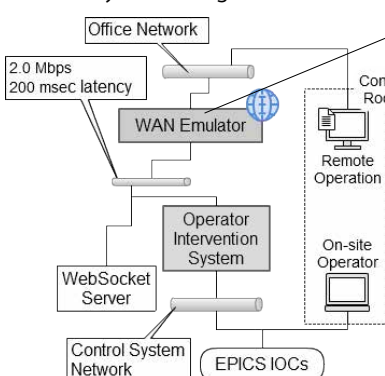 Office Network
2.0 Mbps
200 msec latency
WAN Emulator
Remote
Operation
Operator
Intervention
System
On-site
Operator
WebSocket
Server
Control System
Network
EPICS IOCs